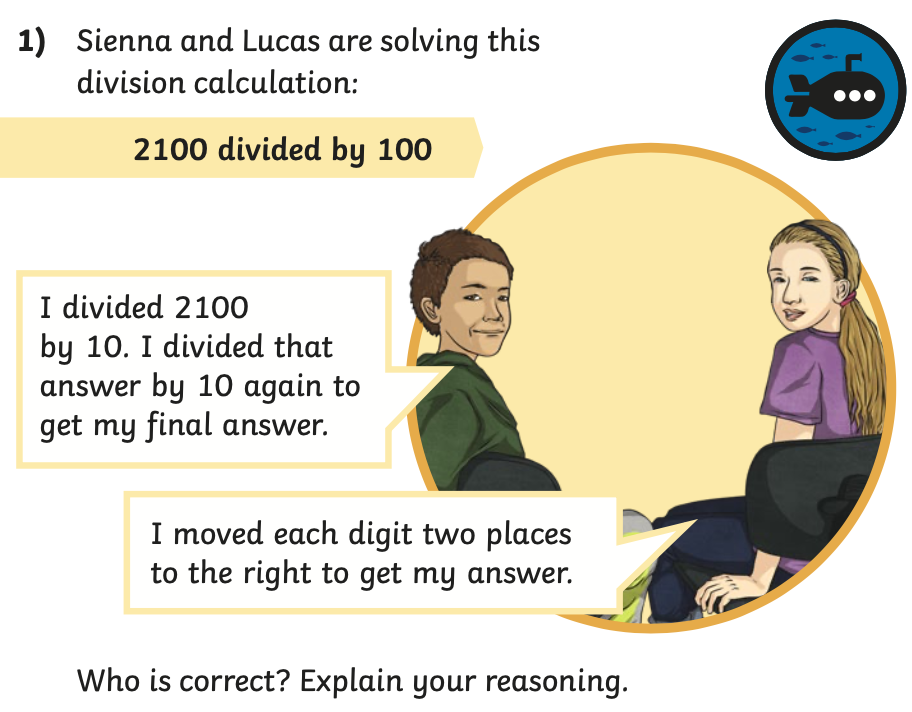 1) Sienna and Lucas are solving this
division calculation:
2100 divided by 100
I divided 2100
by 10. I divided that
answer by 10 again to
get my final answer.
I moved each digit two places
to the right to get my answer.
Who is correct? Explain your reasoning.